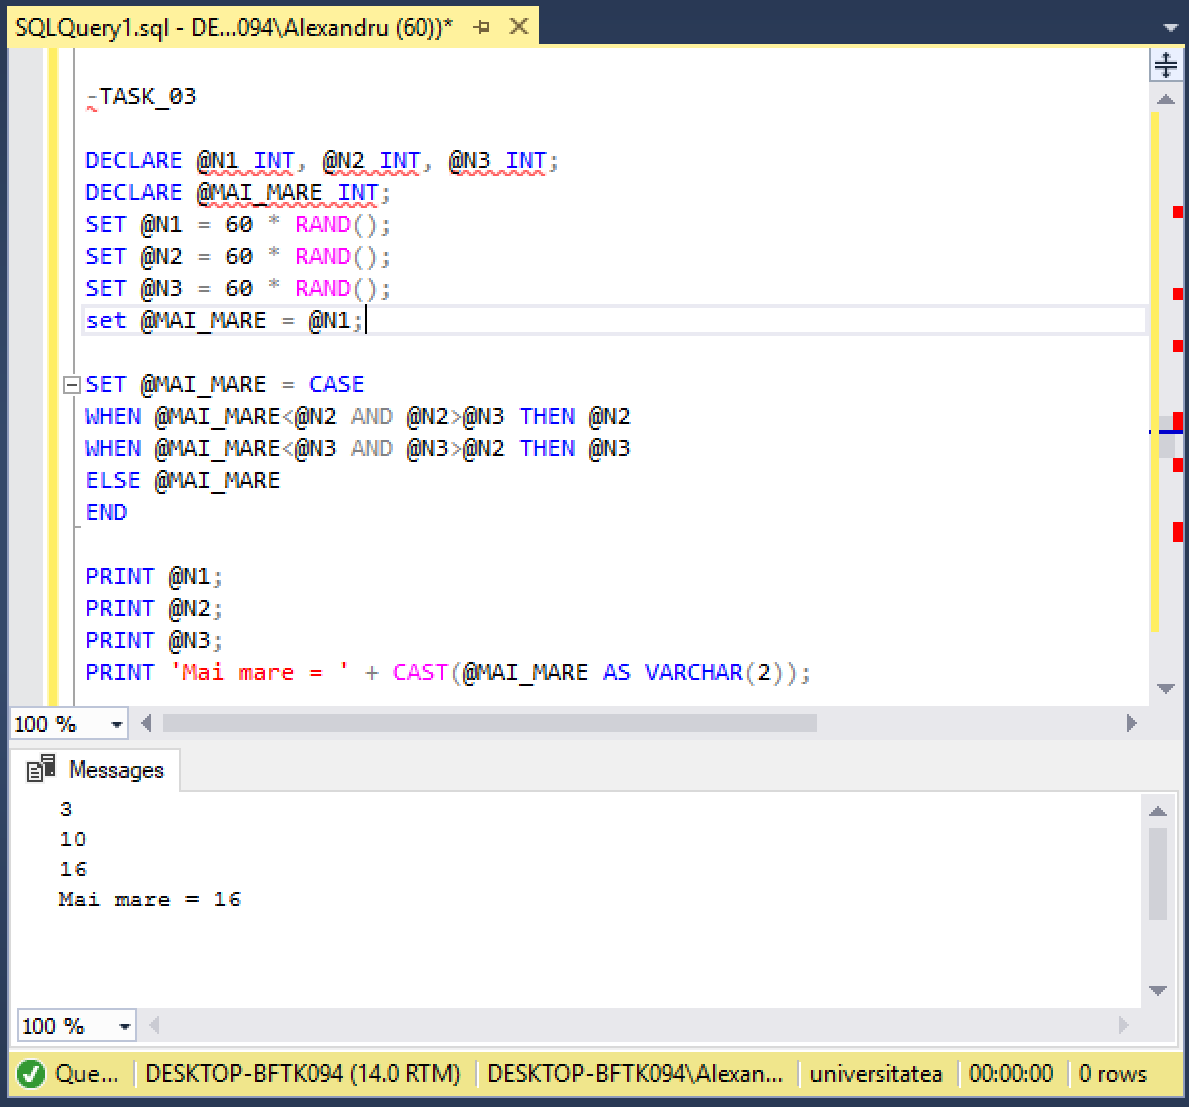 SQLQuery1.sql - DE...094\Alexandru (60))*
-TASK_03
DECLARE @N1 INT, @N2 INT, @N3 INT;
DECLARE @MAI_MARE INT;
SET @N1 = 60 * RAND();
SET @N2 = 60 * RAND();
SET @N3 = 60 * RAND();
set @MAI_MARE = @N1;
SET @MAI_MARE = CASE
WHEN @MAI_MARE<@N2 AND @N2>@N3 THEN @N2
WHEN @MAI_MARE<@N3 AND @N3>@N2 THEN @N3
ELSE @MAI_MARE
END
PRINT @N1;
PRINT @N2;
PRINT @N3;
PRINT 'Mai mare = ' + CAST(@MAI_MARE AS VARCHAR(2));
100 %
Messages
3
10
16
Mai mare = 16
100 %
Que... DESKTOP-BFTK094 (14.0 RTM) DESKTOP-BFTK094\Alexan... universitatea 00:00:00 0 rows